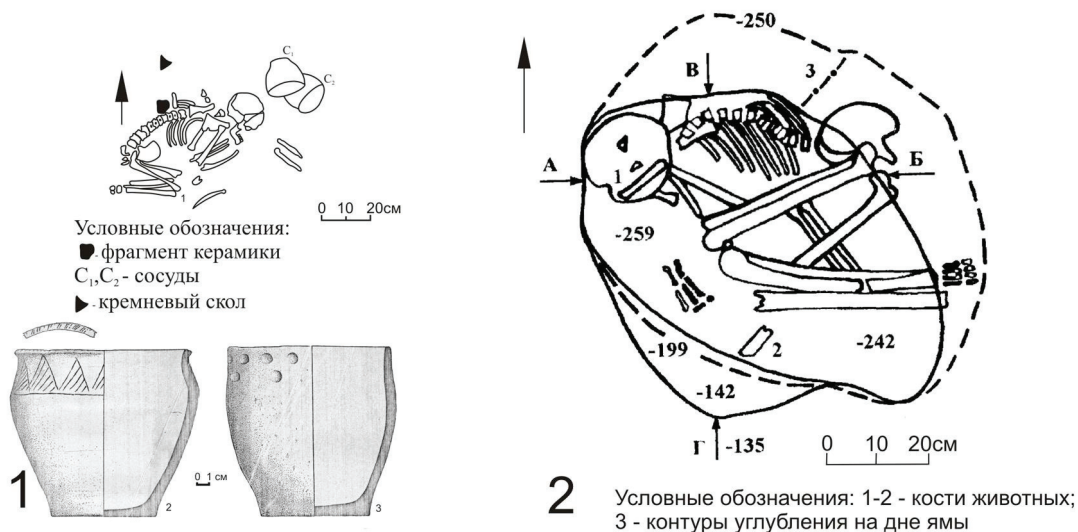 C₁
C₂
1
0 10 20см
Условные обозначения:
- фрагмент керамики
C₁,C₂ - сосуды
- кремневый скол
0 1 см
1
2
3
-250
3
В
А
1
Б
-259
-199
2
-242
-142
Г
-135
0 10 20см
2
Условные обозначения: 1-2 - кости животных;
3 - контуры углубления на дне ямы